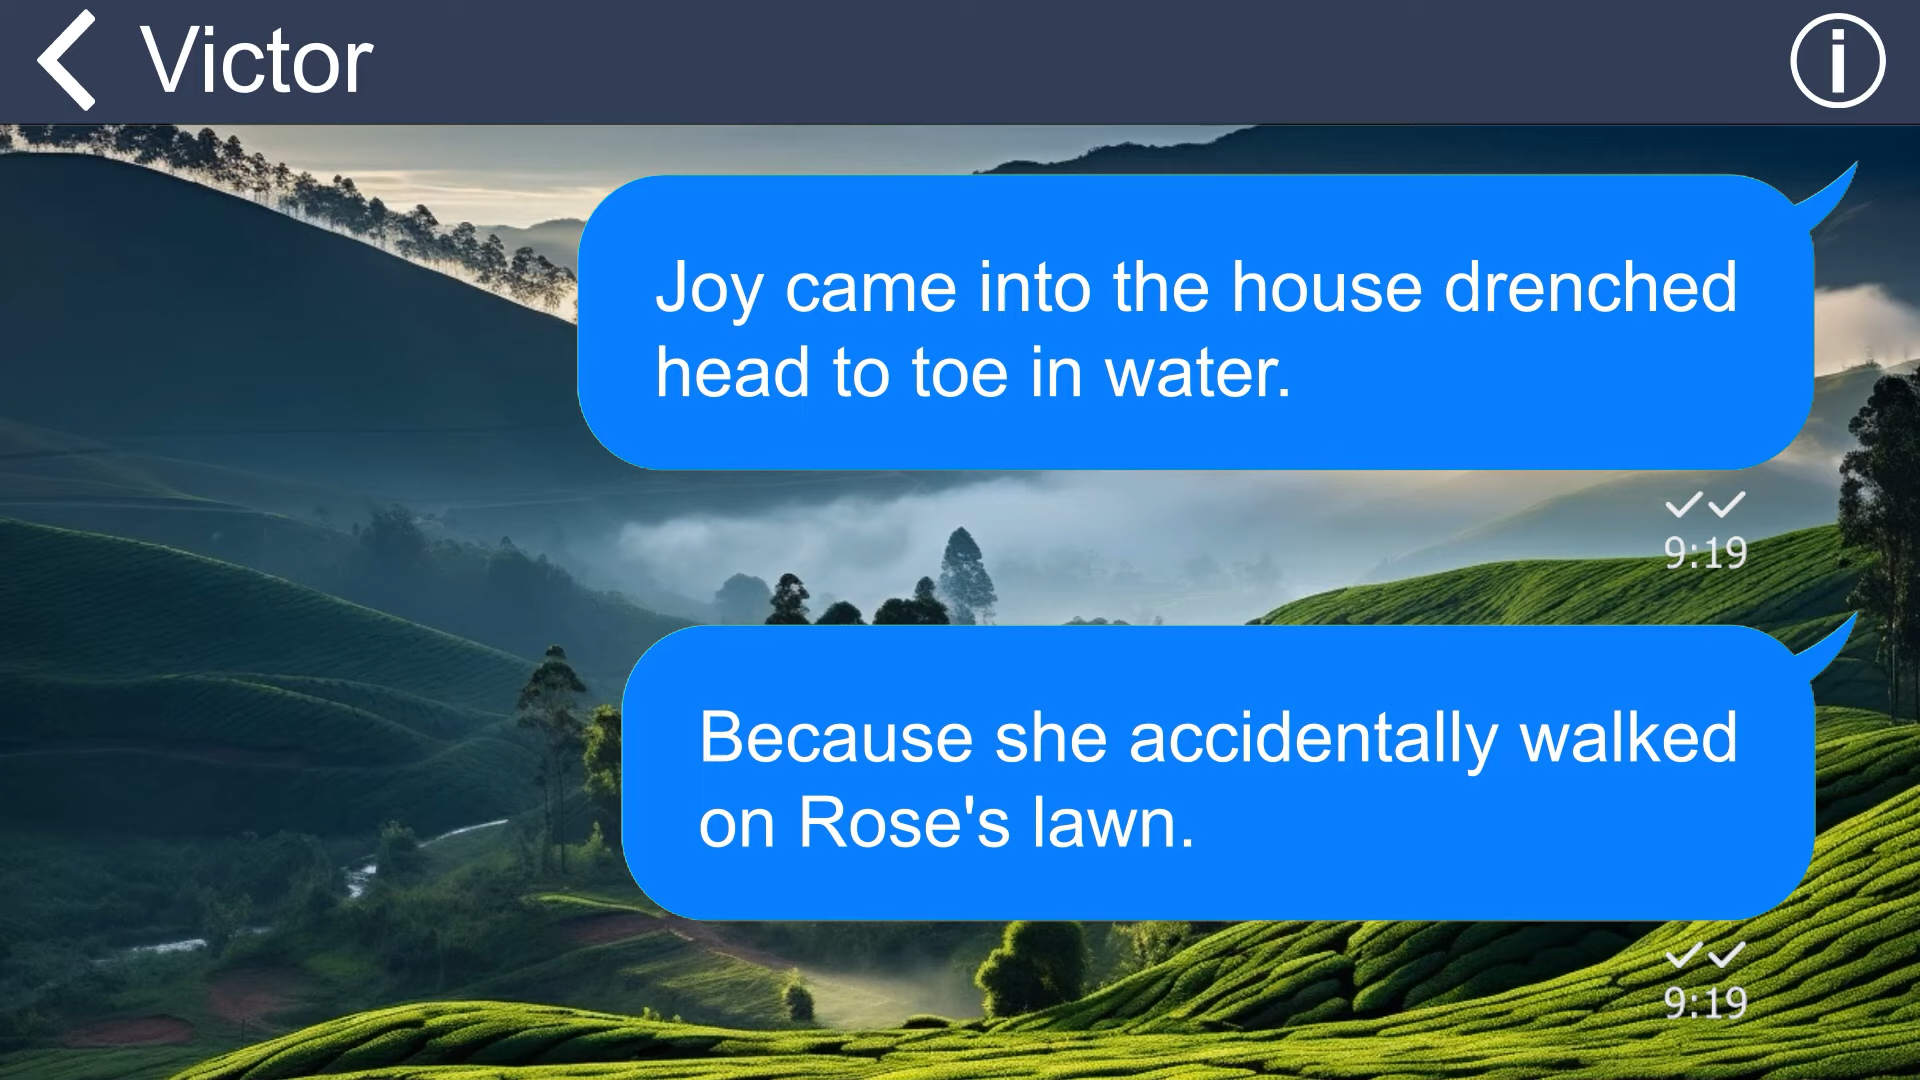 Victor
Joy came into the house drenched
head to toe in water.
9:19
Because she accidentally walked
on Rose's lawn.
9:19